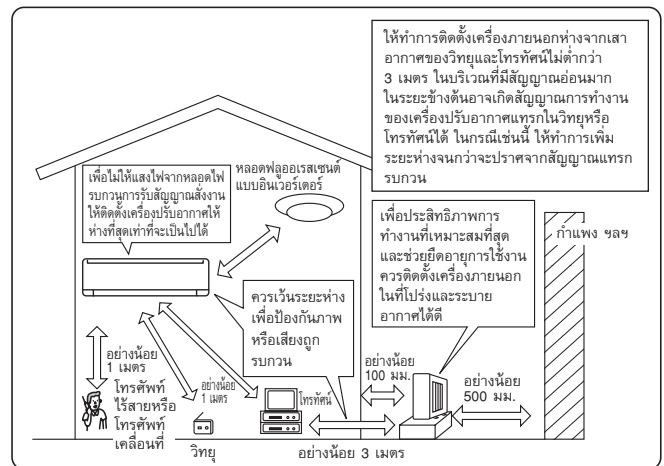 ให้ทำการติดตั้งเครื่องภายนอกห่างจากเสา
อากาศของวิทยุและโทรทัศน์ไม่ต่ำกว่า
3 เมตร ในบริเวณที่มีสัญญาณอ่อนมาก
ในระยะข้างต้นอาจเกิดสัญญาณการทำงาน
ของเครื่องปรับอากาศแทรกในวิทยุหรือ
โทรทัศน์ได้ ในกรณีเช่นนี้ ให้ทำการเพิ่ม
ระยะห่างจนกว่าจะปราศจากสัญญาณแทรก
รบกวน
เพื่อไม่ให้แสงไฟจากหลอดไฟ
รบกวนการรับสัญญาณสั่งงาน
ให้ติดตั้งเครื่องปรับอากาศให้
ห่างที่สุดเท่าที่จะเป็นไปได้
หลอดฟลูออเรสเซนต์
แบบอินเวอร์เตอร์
เพื่อประสิทธิภาพการ
ทำงานที่เหมาะสมที่สุด
และช่วยยืดอายุการใช้งาน
ควรติดตั้งเครื่องภายนอก
ในที่โปร่งและระบาย
อากาศได้ดี
กำแพง ฯลฯ
ควรเว้นระยะห่าง
เพื่อป้องกันภาพ
หรือเสียงถูก
รบกวน
อย่างน้อย
1 เมตร
โทรศัพท์
ไร้สายหรือ
โทรศัพท์
เคลื่อนที่
อย่างน้อย
1 เมตร
วิทยุ
โทรทัศน์
อย่างน้อย 3 เมตร
อย่างน้อย
100 มม.
อย่างน้อย
500 มม.